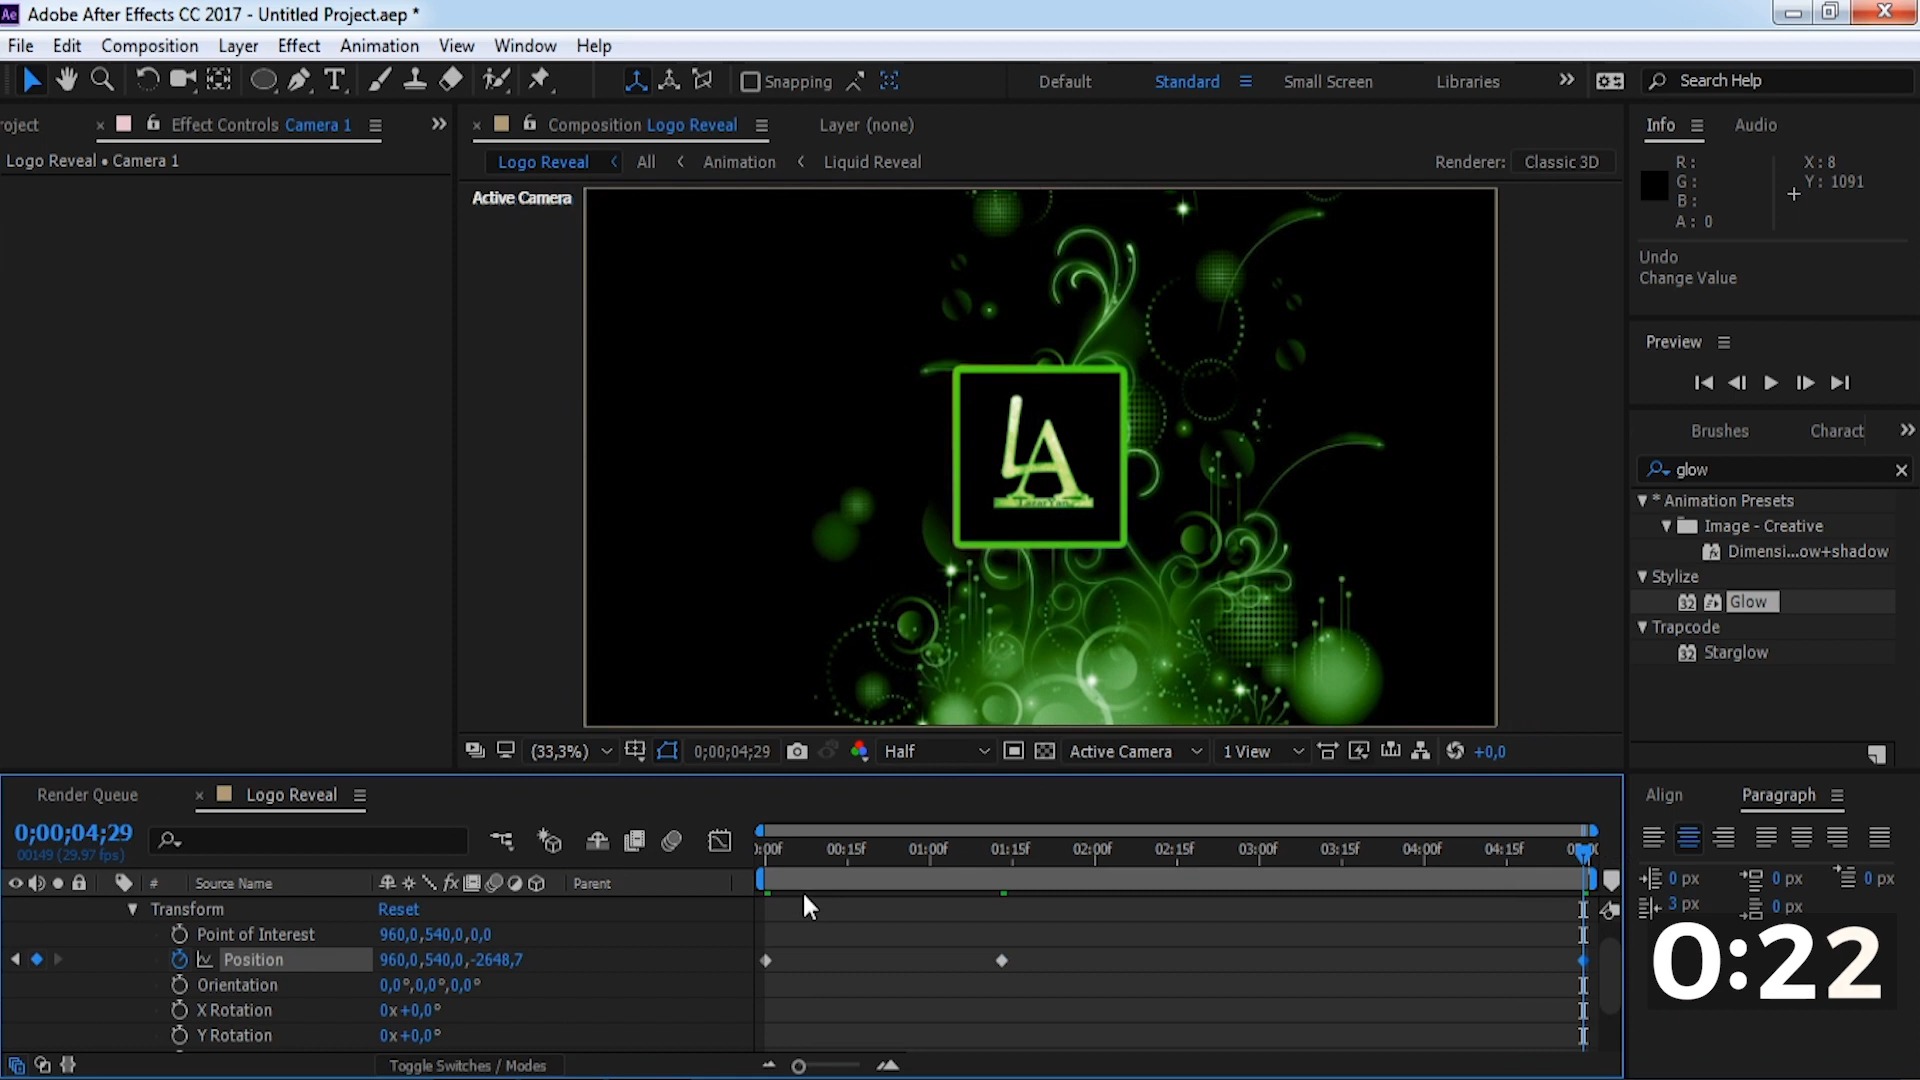 Adobe After Effects CC 2017 - Untitled Project.aep *
File Edit Composition Layer Effect Animation View Window Help
Snapping Default Standard Small Screen Libraries Search Help
roject Effect Controls Camera 1 Composition Logo Reveal Layer (none) Info Audio
Logo Reveal • Camera 1 Logo Reveal All Animation Liquid Reveal Renderer: Classic 3D
Active Camera
R:
G:
B:
A: 0
X: 8
Y: 1091
Undo
Change Value
Preview
LA
Brushes Charact
glow
* Animation Presets
Image - Creative
Dimensi...ow+shadow
Stylize
32 Glow
Trapcode
32 Starglow
(33,3%) 0;00;04;29 Half Active Camera 1 View +0,0
Render Queue Logo Reveal Align Paragraph
0;00;04;29
00149 (29.97 fps)
0:00f 00:15f 01:00f 01:15f 02:00f 02:15f 03:00f 03:15f 04:00f 04:15f
# Source Name fx Parent
0 px 0 px 0 px
3 px 0 px
Transform Reset
Point of Interest 960,0,540,0,0,0
Position 960,0,540,0,-2648,7
Orientation 0,0°,0,0°,0,0°
X Rotation 0x+0,0°
Y Rotation 0x+0,0°
Toggle Switches / Modes
0:22